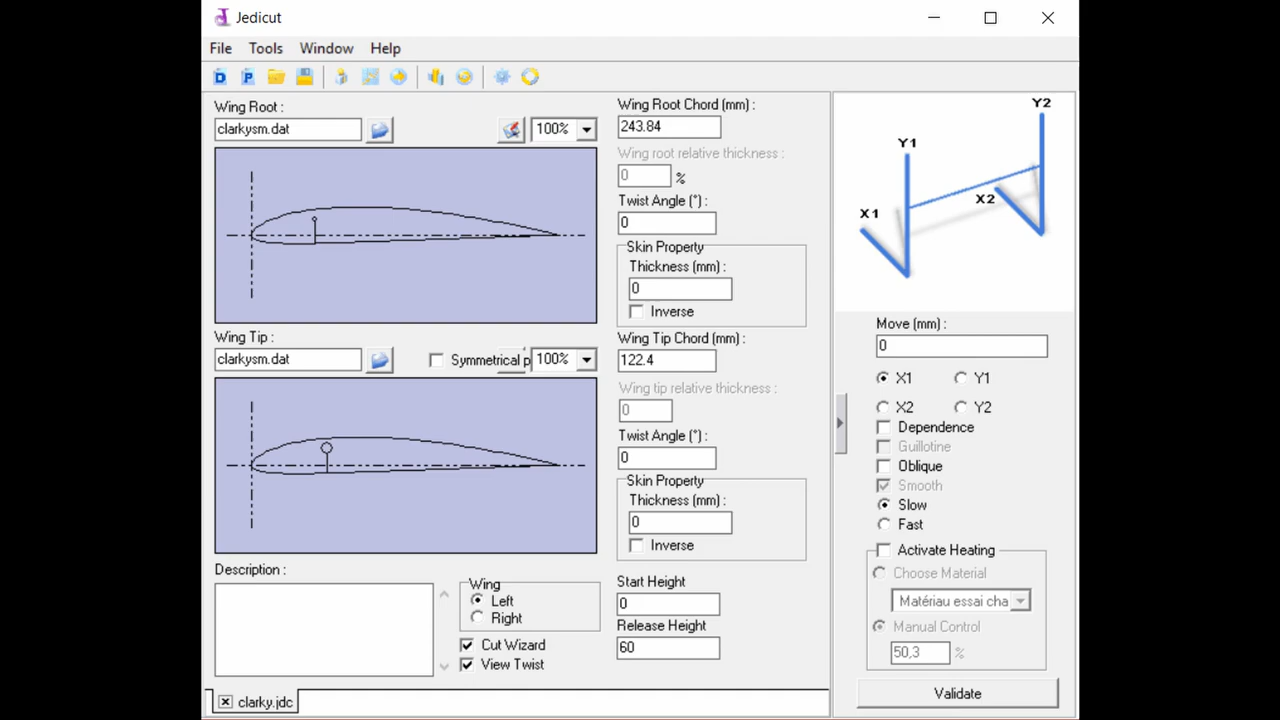 Jedicut
File Tools Window Help
D P
Wing Root :
clarkysm.dat 100%
Wing Root Chord (mm) :
243.84
Wing root relative thickness :
0 %
Twist Angle (°) :
0
Skin Property
Thickness (mm) :
0
Inverse
Wing Tip :
clarkysm.dat Symmetrical p 100%
Wing Tip Chord (mm) :
122.4
Wing tip relative thickness :
0
Twist Angle (°) :
0
Skin Property
Thickness (mm) :
0
Inverse
Description :
Wing
Left
Right
Cut Wizard
View Twist
Start Height
0
Release Height
60
clarky.jdc
Y2
Y1
X2
X1
Move (mm) :
0
X1 Y1
X2 Y2
Dependence
Guillotine
Oblique
Smooth
Slow
Fast
Activate Heating
Choose Material
Matériau essai cha
Manual Control
50,3 %
Validate